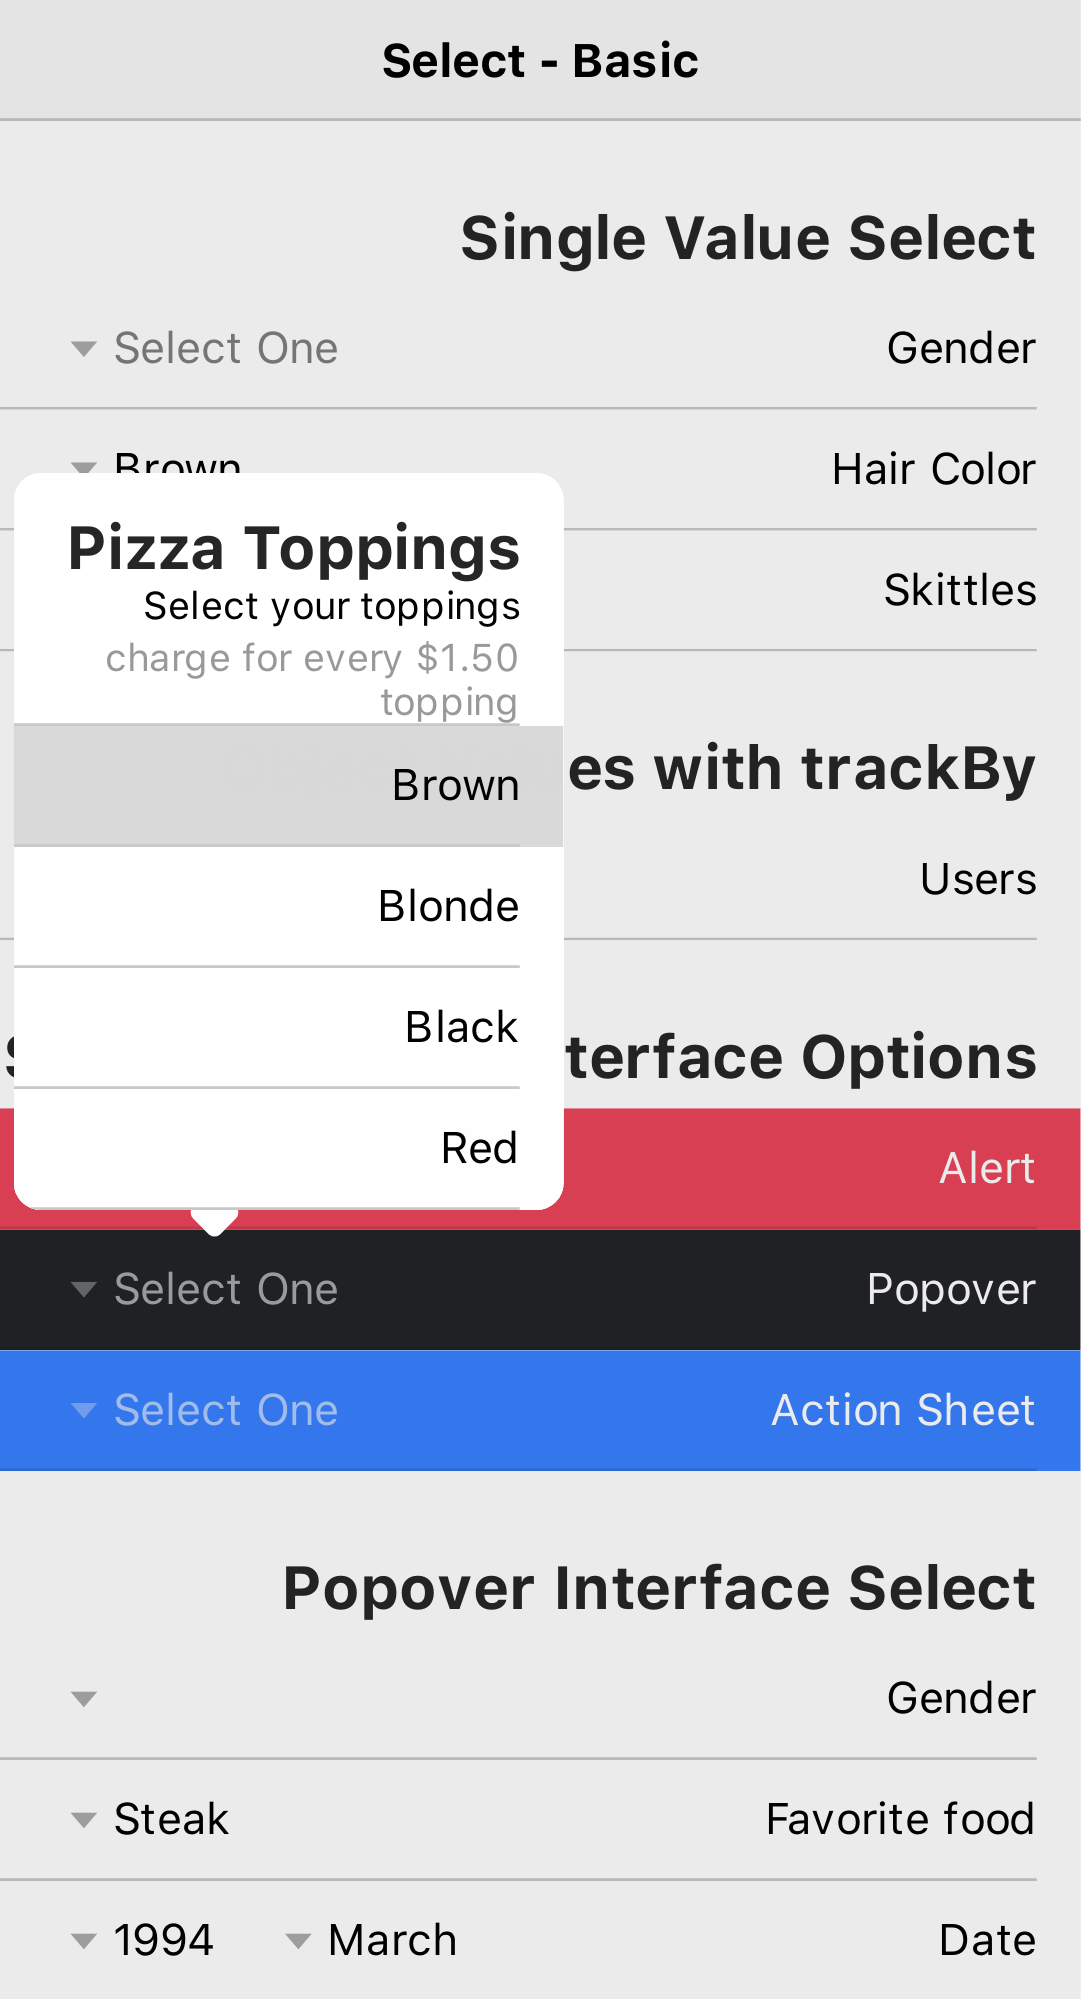 Select - Basic
Single Value Select
Gender
Select One
Hair Color
Brown
Skittles
Pizza Toppings
Select your toppings
charge for every $1.50
topping
Brown
Blonde
Black
Red
es with trackBy
Users
terface Options
Alert
Popover
Select One
Action Sheet
Select One
Popover Interface Select
Gender
Favorite food
Steak
Date
March
1994